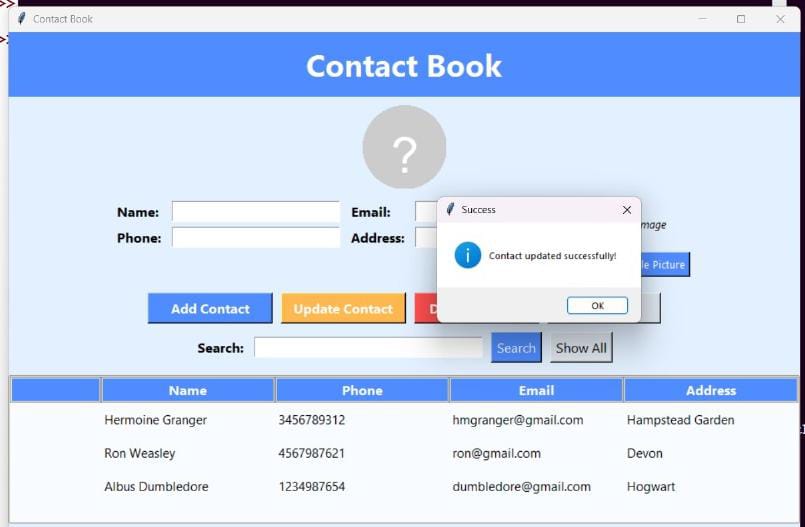 >>
Contact Book
Contact Book
?
Name: Email:
Phone: Address:
Success
Contact updated successfully!
OK
mage
le Picture
Add Contact Update Contact D
Search: Search Show All
Name Phone Email Address
Hermoine Granger 3456789312 hmgranger@gmail.com Hampstead Garden
Ron Weasley 4567987621 ron@gmail.com Devon
Albus Dumbledore 1234987654 dumbledore@gmail.com Hogwart